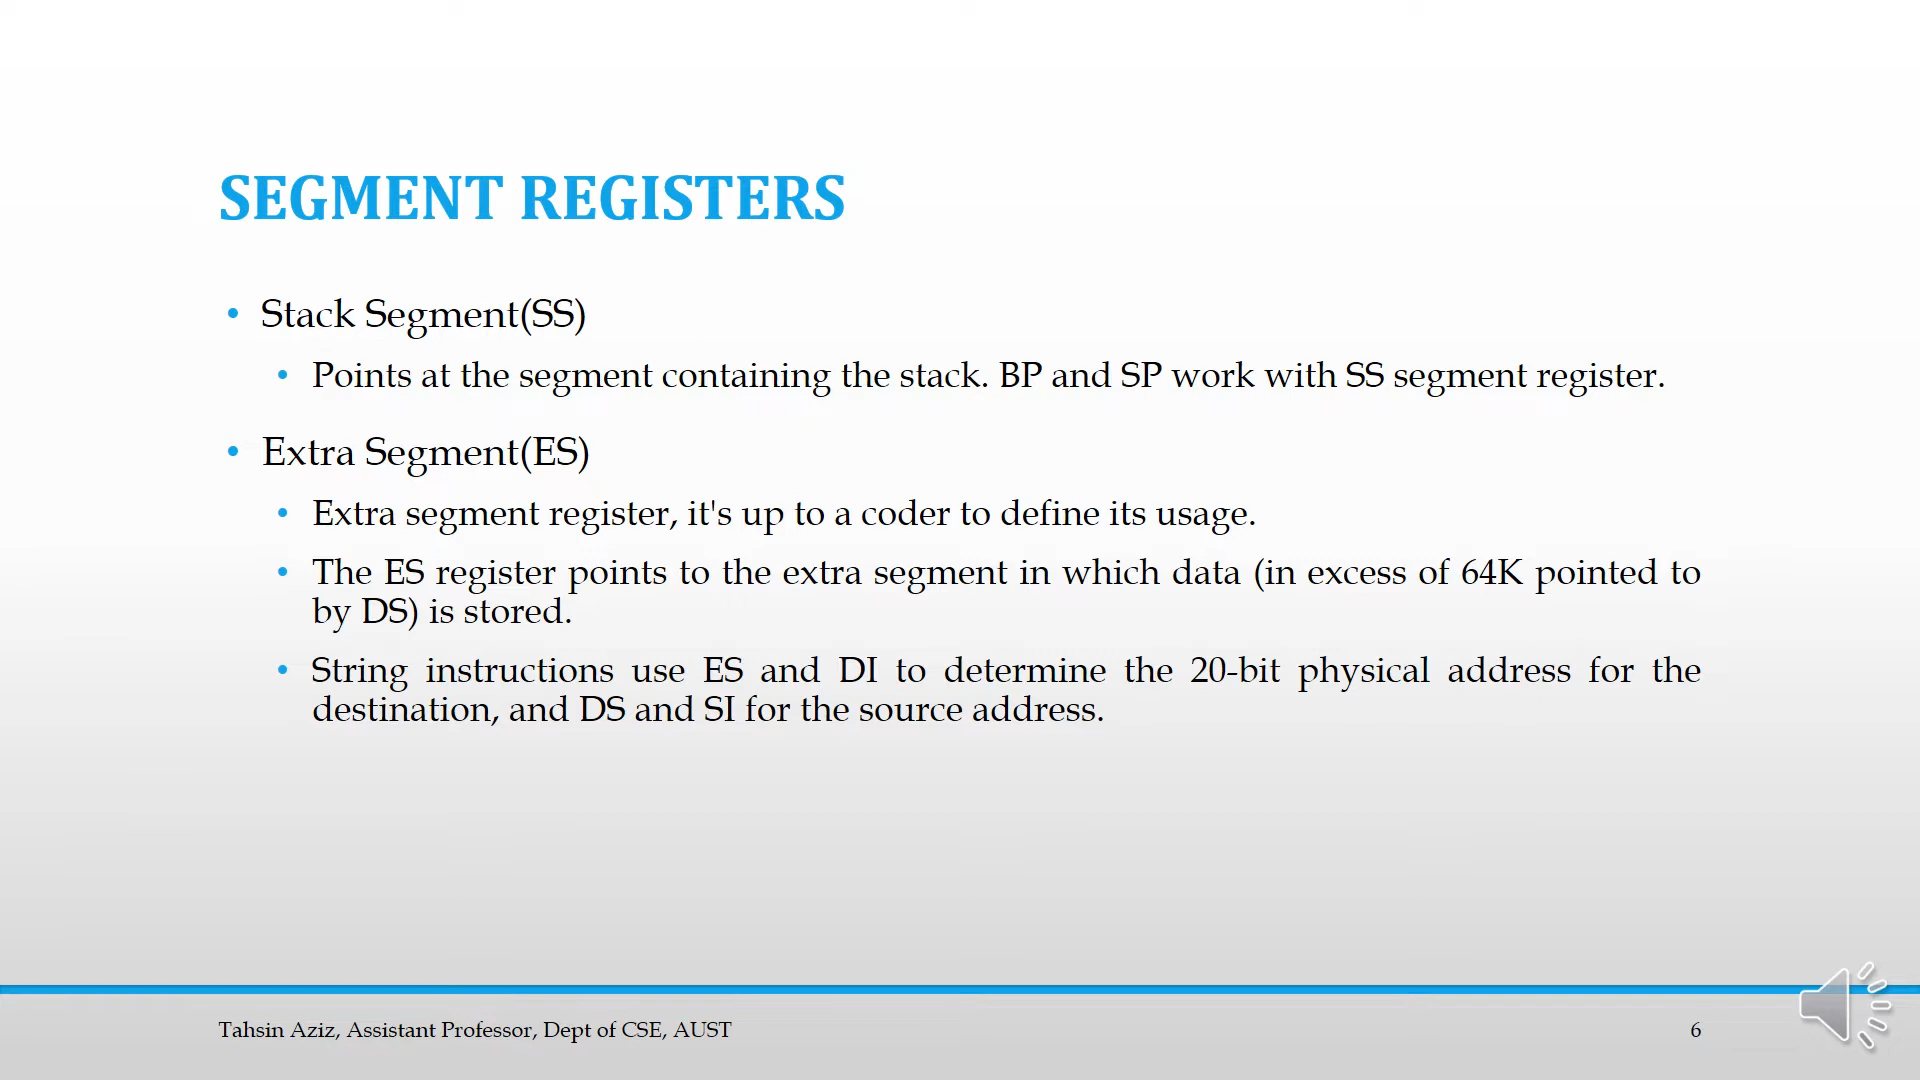 SEGMENT REGISTERS
• Stack Segment(SS)
• Points at the segment containing the stack. BP and SP work with SS segment register.
• Extra Segment(ES)
• Extra segment register, it's up to a coder to define its usage.
• The ES register points to the extra segment in which data (in excess of 64K pointed to
by DS) is stored.
• String instructions use ES and DI to determine the 20-bit physical address for the
destination, and DS and SI for the source address.
Tahsin Aziz, Assistant Professor, Dept of CSE, AUST
6